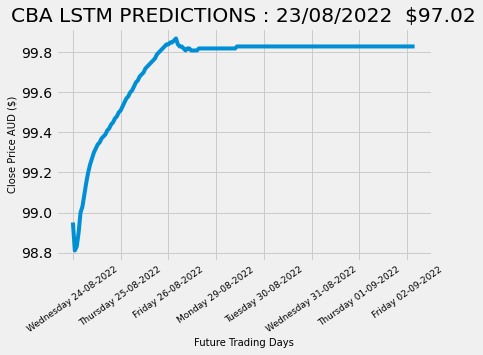 CBA LSTM PREDICTIONS : 23/08/2022 $97.02
99.8
99.6
99.4
99.2
99.0
98.8
Close Price AUD ($)
Wednesday 24-08-2022
Thursday 25-08-2022
Friday 26-08-2022
Monday 29-08-2022
Tuesday 30-08-2022
Wednesday 31-08-2022
Thursday 01-09-2022
Friday 02-09-2022
Future Trading Days